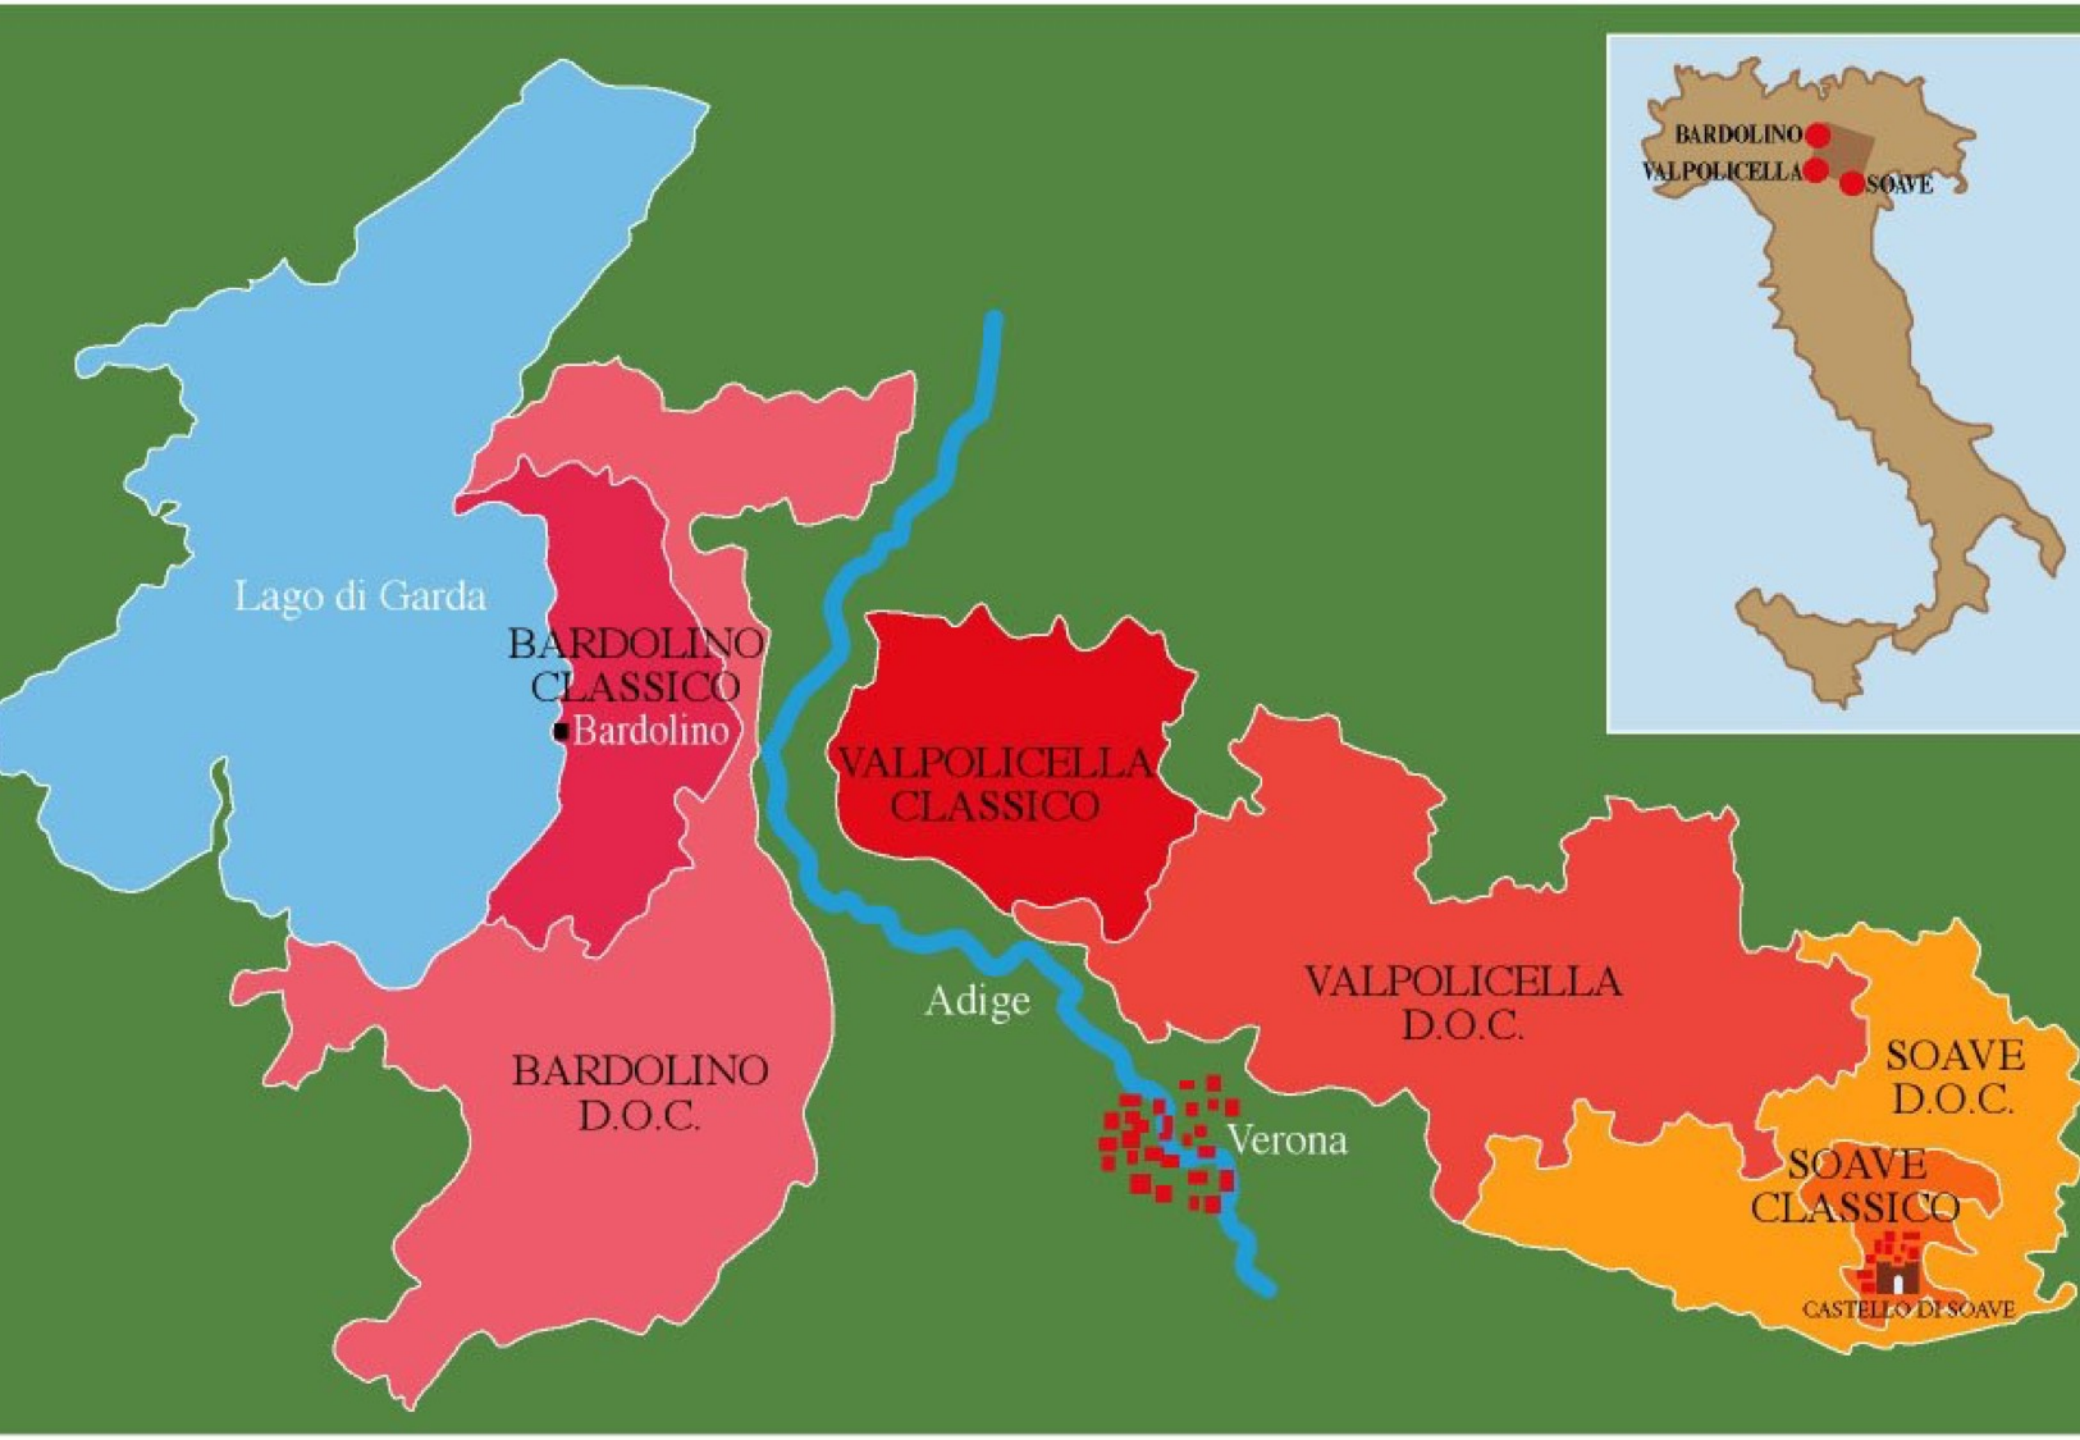 BARDOLINO
VALPOLICELLA
SOAVE
Lago di Garda
BARDOLINO
CLASSICO
Bardolino
VALPOLICELLA
CLASSICO
VALPOLICELLA
D.O.C.
Adige
SOAVE
D.O.C.
BARDOLINO
D.O.C.
Verona
SOAVE
CLASSICO
CASTELLO DI SOAVE